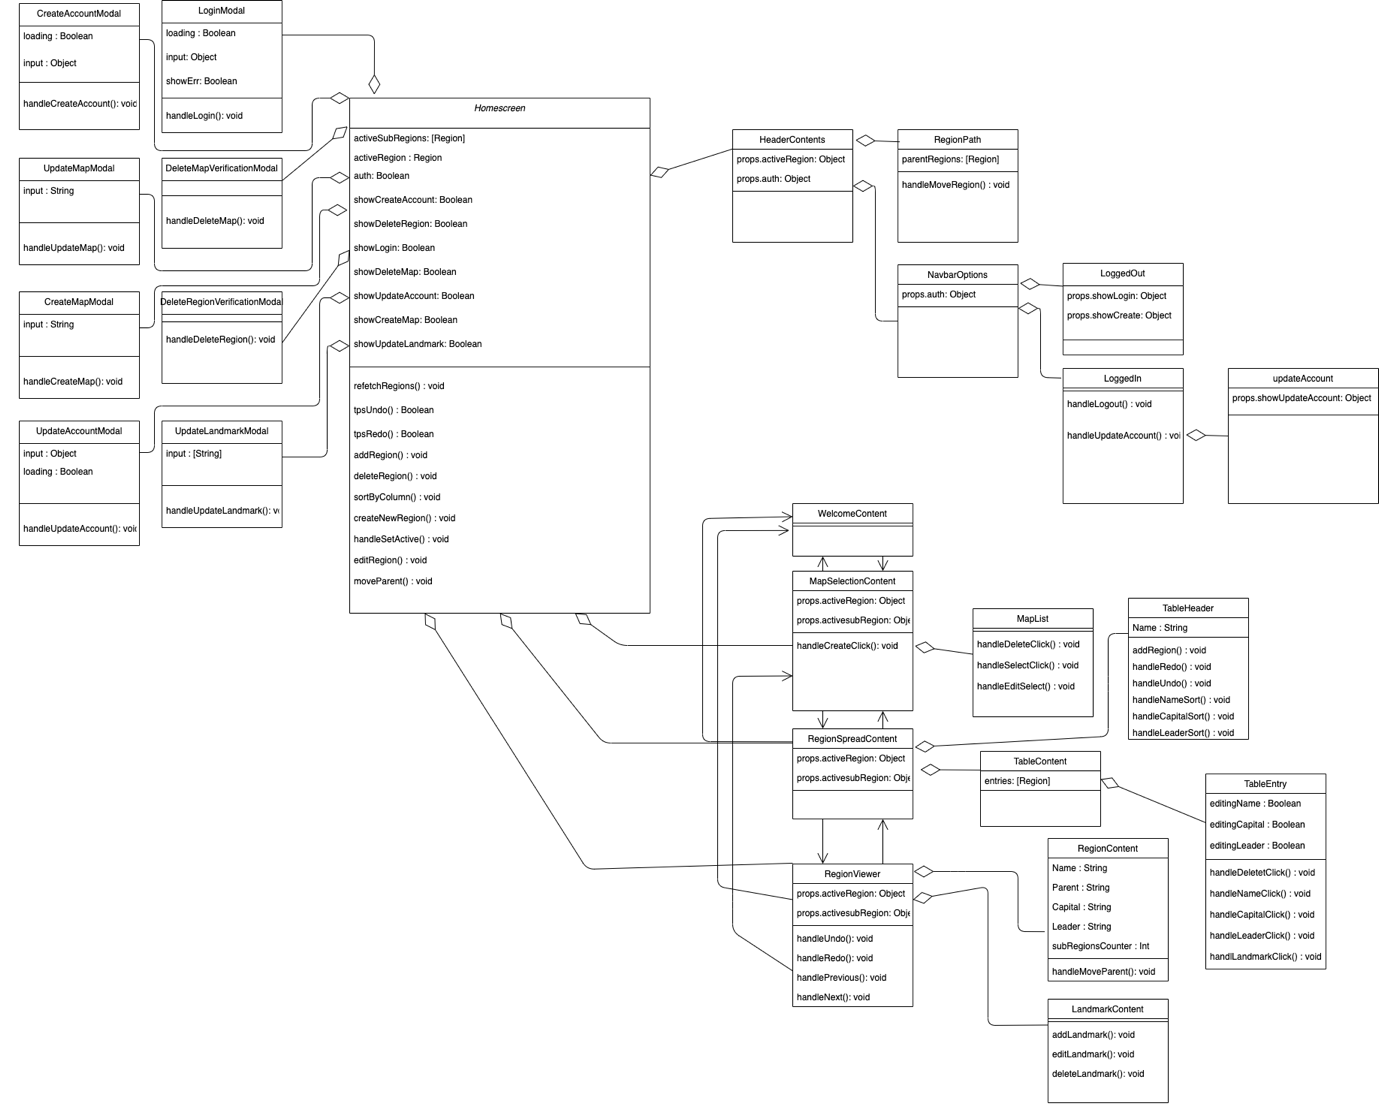 CreateAccountModal
loading : Boolean
input : Object
handleCreateAccount(): void
LoginModal
loading : Boolean
input: Object
showErr: Boolean
handleLogin(): void
UpdateMapModal
input : String
handleUpdateMap(): void
DeleteMapVerificationModal
handleDeleteMap(): void
CreateMapModal
input : String
handleCreateMap(): void
DeleteRegionVerificationModal
handleDeleteRegion(): void
UpdateAccountModal
input : Object
loading : Boolean
handleUpdateAccount(): void
UpdateLandmarkModal
input : [String]
handleUpdateLandmark(): v
Homescreen
activeSubRegions: [Region]
activeRegion : Region
auth: Boolean
showCreateAccount: Boolean
showDeleteRegion: Boolean
showLogin: Boolean
showDeleteMap: Boolean
showUpdateAccount: Boolean
showCreateMap: Boolean
showUpdateLandmark: Boolean
refetchRegions() : void
tpsUndo() : Boolean
tpsRedo() : Boolean
addRegion() : void
deleteRegion() : void
sortByColumn() : void
createNewRegion() : void
handleSetActive() : void
editRegion() : void
moveParent() : void
HeaderContents
props.activeRegion: Object
props.auth: Object
RegionPath
parentRegions: [Region]
handleMoveRegion() : void
NavbarOptions
props.auth: Object
LoggedOut
props.showLogin: Object
props.showCreate: Object
LoggedIn
handleLogout() : void
handleUpdateAccount() : voi
updateAccount
props.showUpdateAccount: Object
WelcomeContent
MapSelectionContent
props.activeRegion: Object
props.activesubRegion: Obje
handleCreateClick(): void
MapList
handleDeleteClick() : void
handleSelectClick() : void
handleEditSelect() : void
TableHeader
Name : String
addRegion() : void
handleRedo() : void
handleUndo() : void
handleNameSort() : void
handleCapitalSort() : void
handleLeaderSort() : void
RegionSpreadContent
props.activeRegion: Object
props.activesubRegion: Obje
TableContent
entries: [Region]
TableEntry
editingName : Boolean
editingCapital : Boolean
editingLeader : Boolean
handleDeletetClick() : void
handleNameClick() : void
handleCapitalClick() : void
handleLeaderClick() : void
handlLandmarkClick() : void
RegionViewer
props.activeRegion: Object
props.activesubRegion: Obje
handleUndo(): void
handleRedo(): void
handlePrevious(): void
handleNext(): void
RegionContent
Name : String
Parent : String
Capital : String
Leader : String
subRegionsCounter : Int
handleMoveParent(): void
LandmarkContent
addLandmark(): void
editLandmark(): void
deleteLandmark(): void